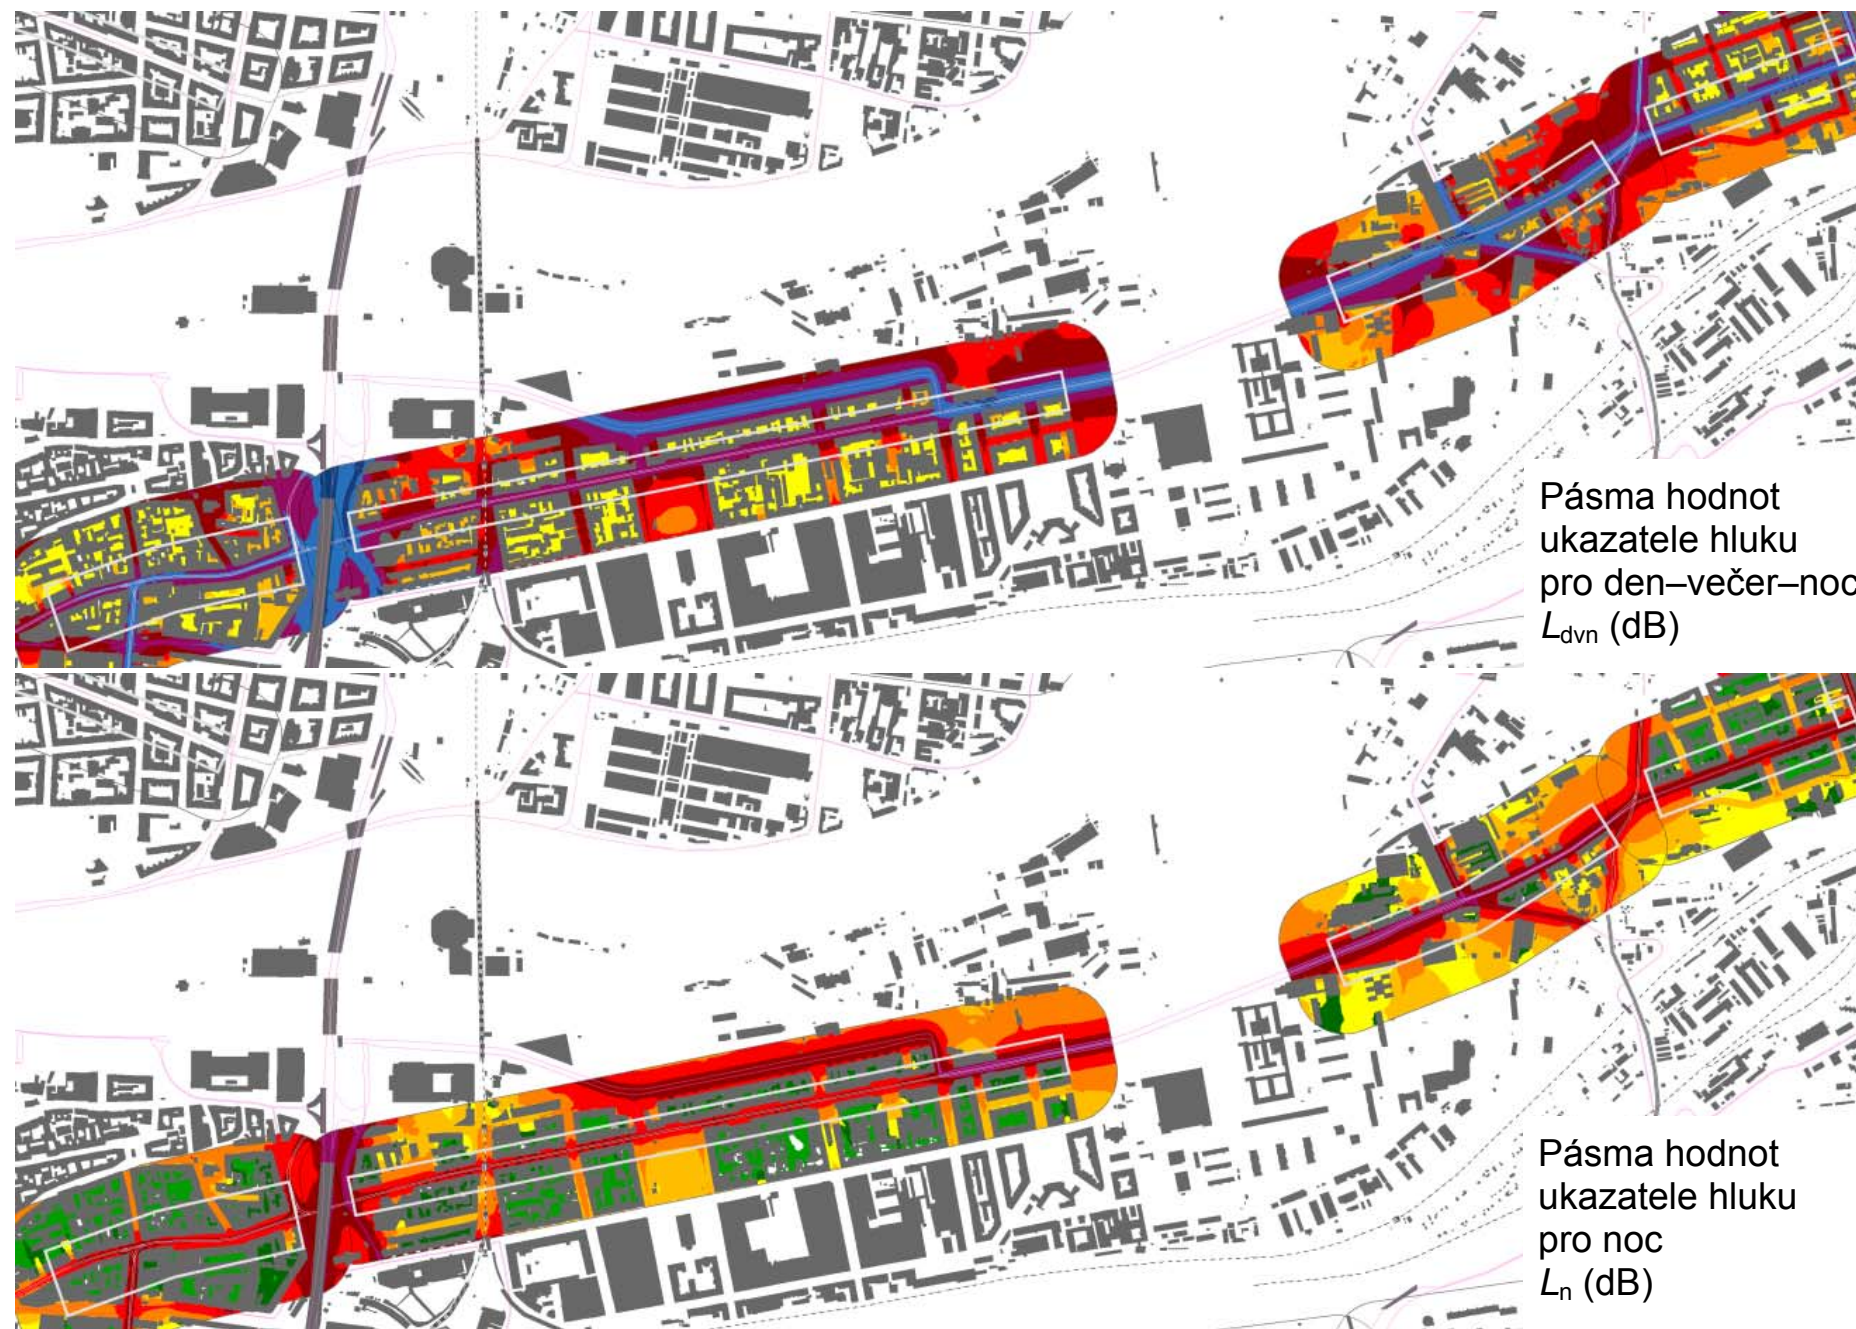 Pásma hodnot
ukazatele hluku
pro den–večer–noc
Ldvn (dB)
Pásma hodnot
ukazatele hluku
pro noc
Ln (dB)